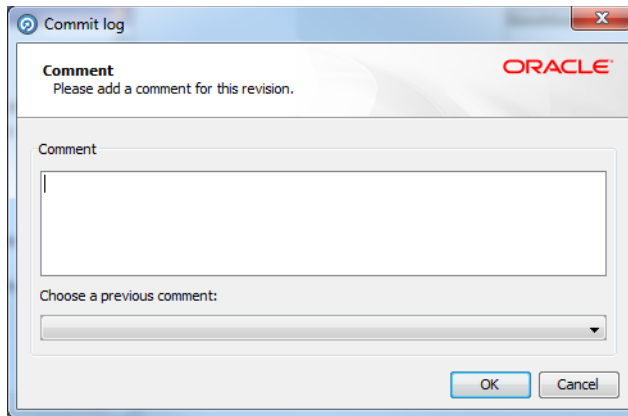 Commit log
Comment
ORACLE
Please add a comment for this revision.
Comment
Choose a previous comment:
OK
Cancel